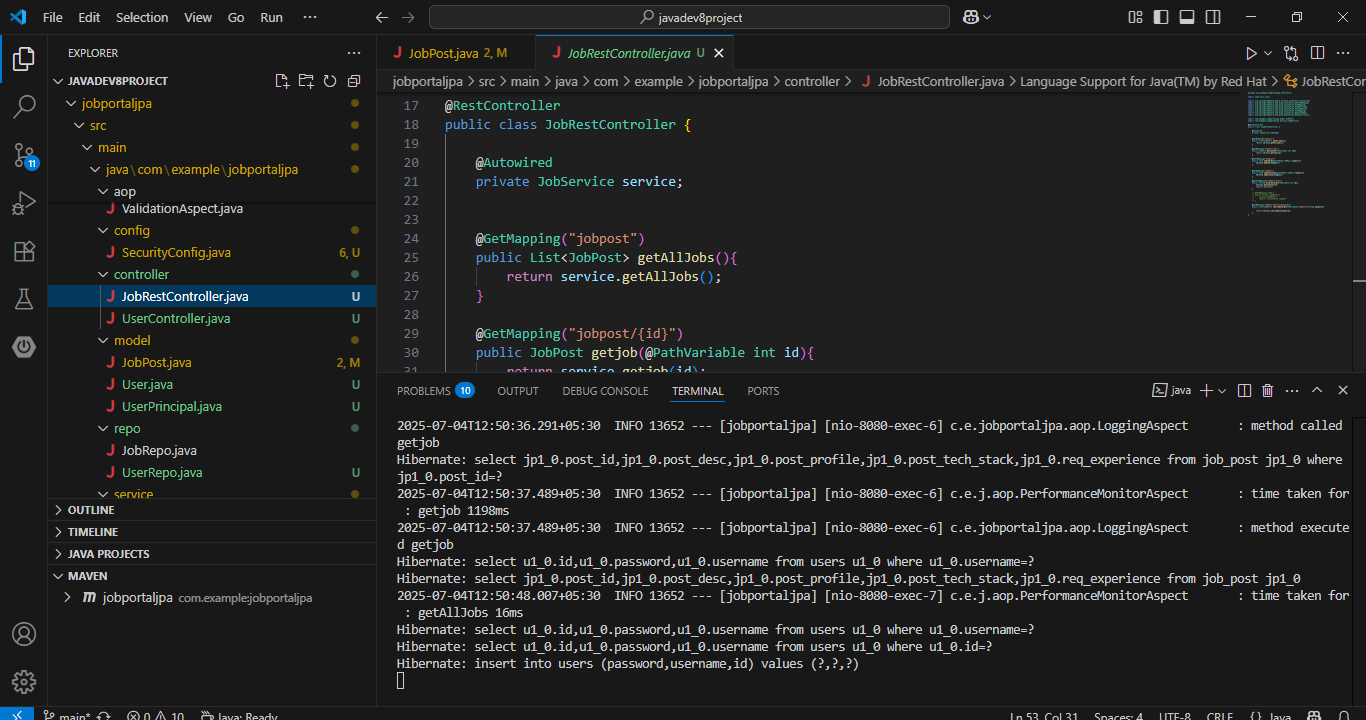 File Edit Selection View Go Run ···
javadev8project
EXPLORER
JAVADEV8PROJECT
jobportaljpa
src
main
java\com\example\jobportaljpa
aop
ValidationAspect.java
config
SecurityConfig.java 6, U
controller
JobRestController.java U
UserController.java U
model
JobPost.java 2, M
User.java U
UserPrincipal.java U
repo
JobRepo.java
UserRepo.java U
service
OUTLINE
TIMELINE
JAVA PROJECTS
MAVEN
jobportaljpa com.example:jobportaljpa
11
JobPost.java 2, M
JobRestController.java U
jobportaljpa > src > main > java > com > example > jobportaljpa > controller > JobRestController.java > Language Support for Java(TM) by Red Hat > JobRestCor
17 @RestController
18 public class JobRestController {
19
20 @Autowired
21 private JobService service;
22
23
24 @GetMapping("jobpost")
25 public List<JobPost> getAllJobs(){
26 return service.getAllJobs();
27 }
28
29 @GetMapping("jobpost/{id}")
30 public JobPost getjob(@PathVariable int id){
31 return service.getjob(id);
PROBLEMS 10 OUTPUT DEBUG CONSOLE TERMINAL PORTS
java
2025-07-04T12:50:36.291+05:30  INFO 13652 --- [jobportaljpa] [nio-8080-exec-6] c.e.jobportaljpa.aop.LoggingAspect : method called
getjob
Hibernate: select jp1_0.post_id,jp1_0.post_desc,jp1_0.post_profile,jp1_0.post_tech_stack,jp1_0.req_experience from job_post jp1_0 where
jp1_0.post_id=?
2025-07-04T12:50:37.489+05:30  INFO 13652 --- [jobportaljpa] [nio-8080-exec-6] c.e.j.aop.PerformanceMonitorAspect : time taken for
: getjob 1198ms
2025-07-04T12:50:37.489+05:30  INFO 13652 --- [jobportaljpa] [nio-8080-exec-6] c.e.jobportaljpa.aop.LoggingAspect : method execute
d getjob
Hibernate: select u1_0.id,u1_0.password,u1_0.username from users u1_0 where u1_0.username=?
Hibernate: select jp1_0.post_id,jp1_0.post_desc,jp1_0.post_profile,jp1_0.post_tech_stack,jp1_0.req_experience from job_post jp1_0
2025-07-04T12:50:48.007+05:30  INFO 13652 --- [jobportaljpa] [nio-8080-exec-7] c.e.j.aop.PerformanceMonitorAspect : time taken for
: getAllJobs 16ms
Hibernate: select u1_0.id,u1_0.password,u1_0.username from users u1_0 where u1_0.username=?
Hibernate: select u1_0.id,u1_0.password,u1_0.username from users u1_0 where u1_0.id=?
Hibernate: insert into users (password,username,id) values (?,?,?)
main* 0 10 Java: Ready Ln 53, Col 31 Spaces: 4 UTF-8 CRLF {} Java